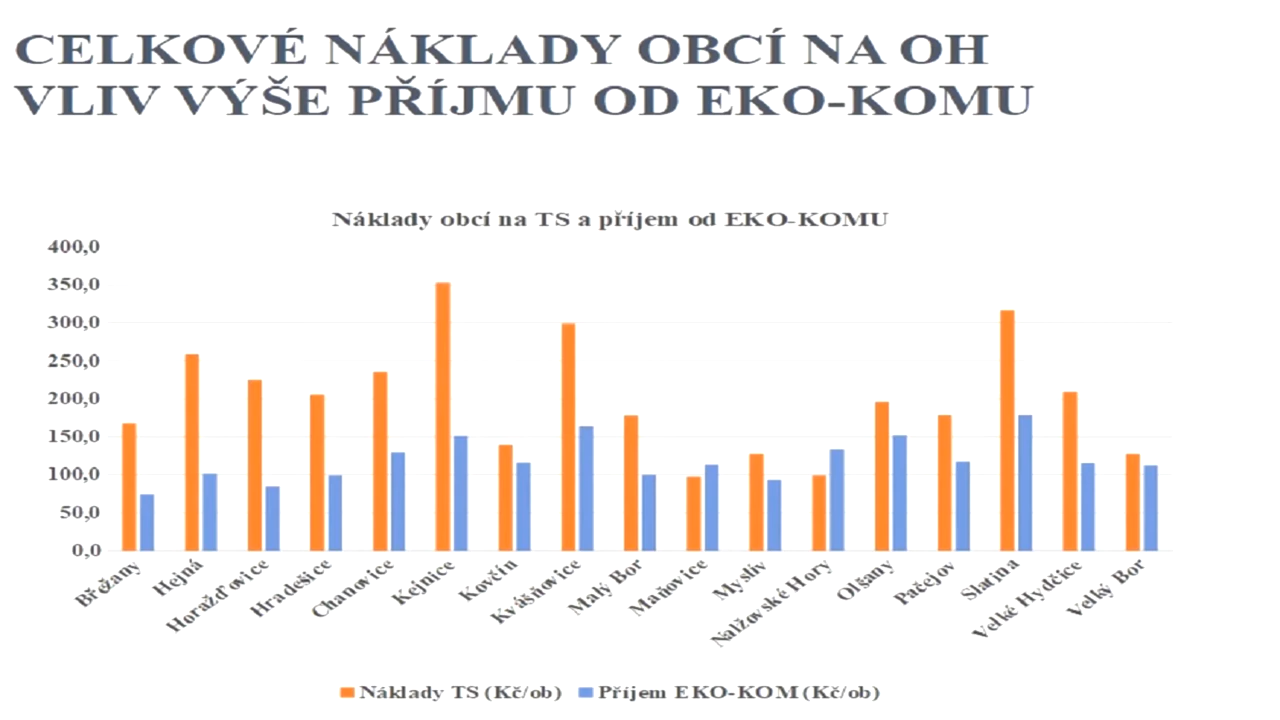 CELKOVÉ NÁKLADY OBCÍ NA OH
VLIV VÝŠE PŘÍJMU OD EKO-KOMU
Náklady obcí na TS a příjem od EKO-KOMU
400,0
350,0
300,0
250,0
200,0
150,0
100,0
50,0
0,0
Břežany
Hejná
Horažďovice
Hradešice
Chanovice
Kejnice
Kovčín
Kvášňovice
Malý Bor
Maňovice
Mysliv
Nalžovské Hory
Olšany
Pačejov
Slatina
Velké Hydčice
Velký Bor
Náklady TS (Kč/ob)
Příjem EKO-KOM (Kč/ob)